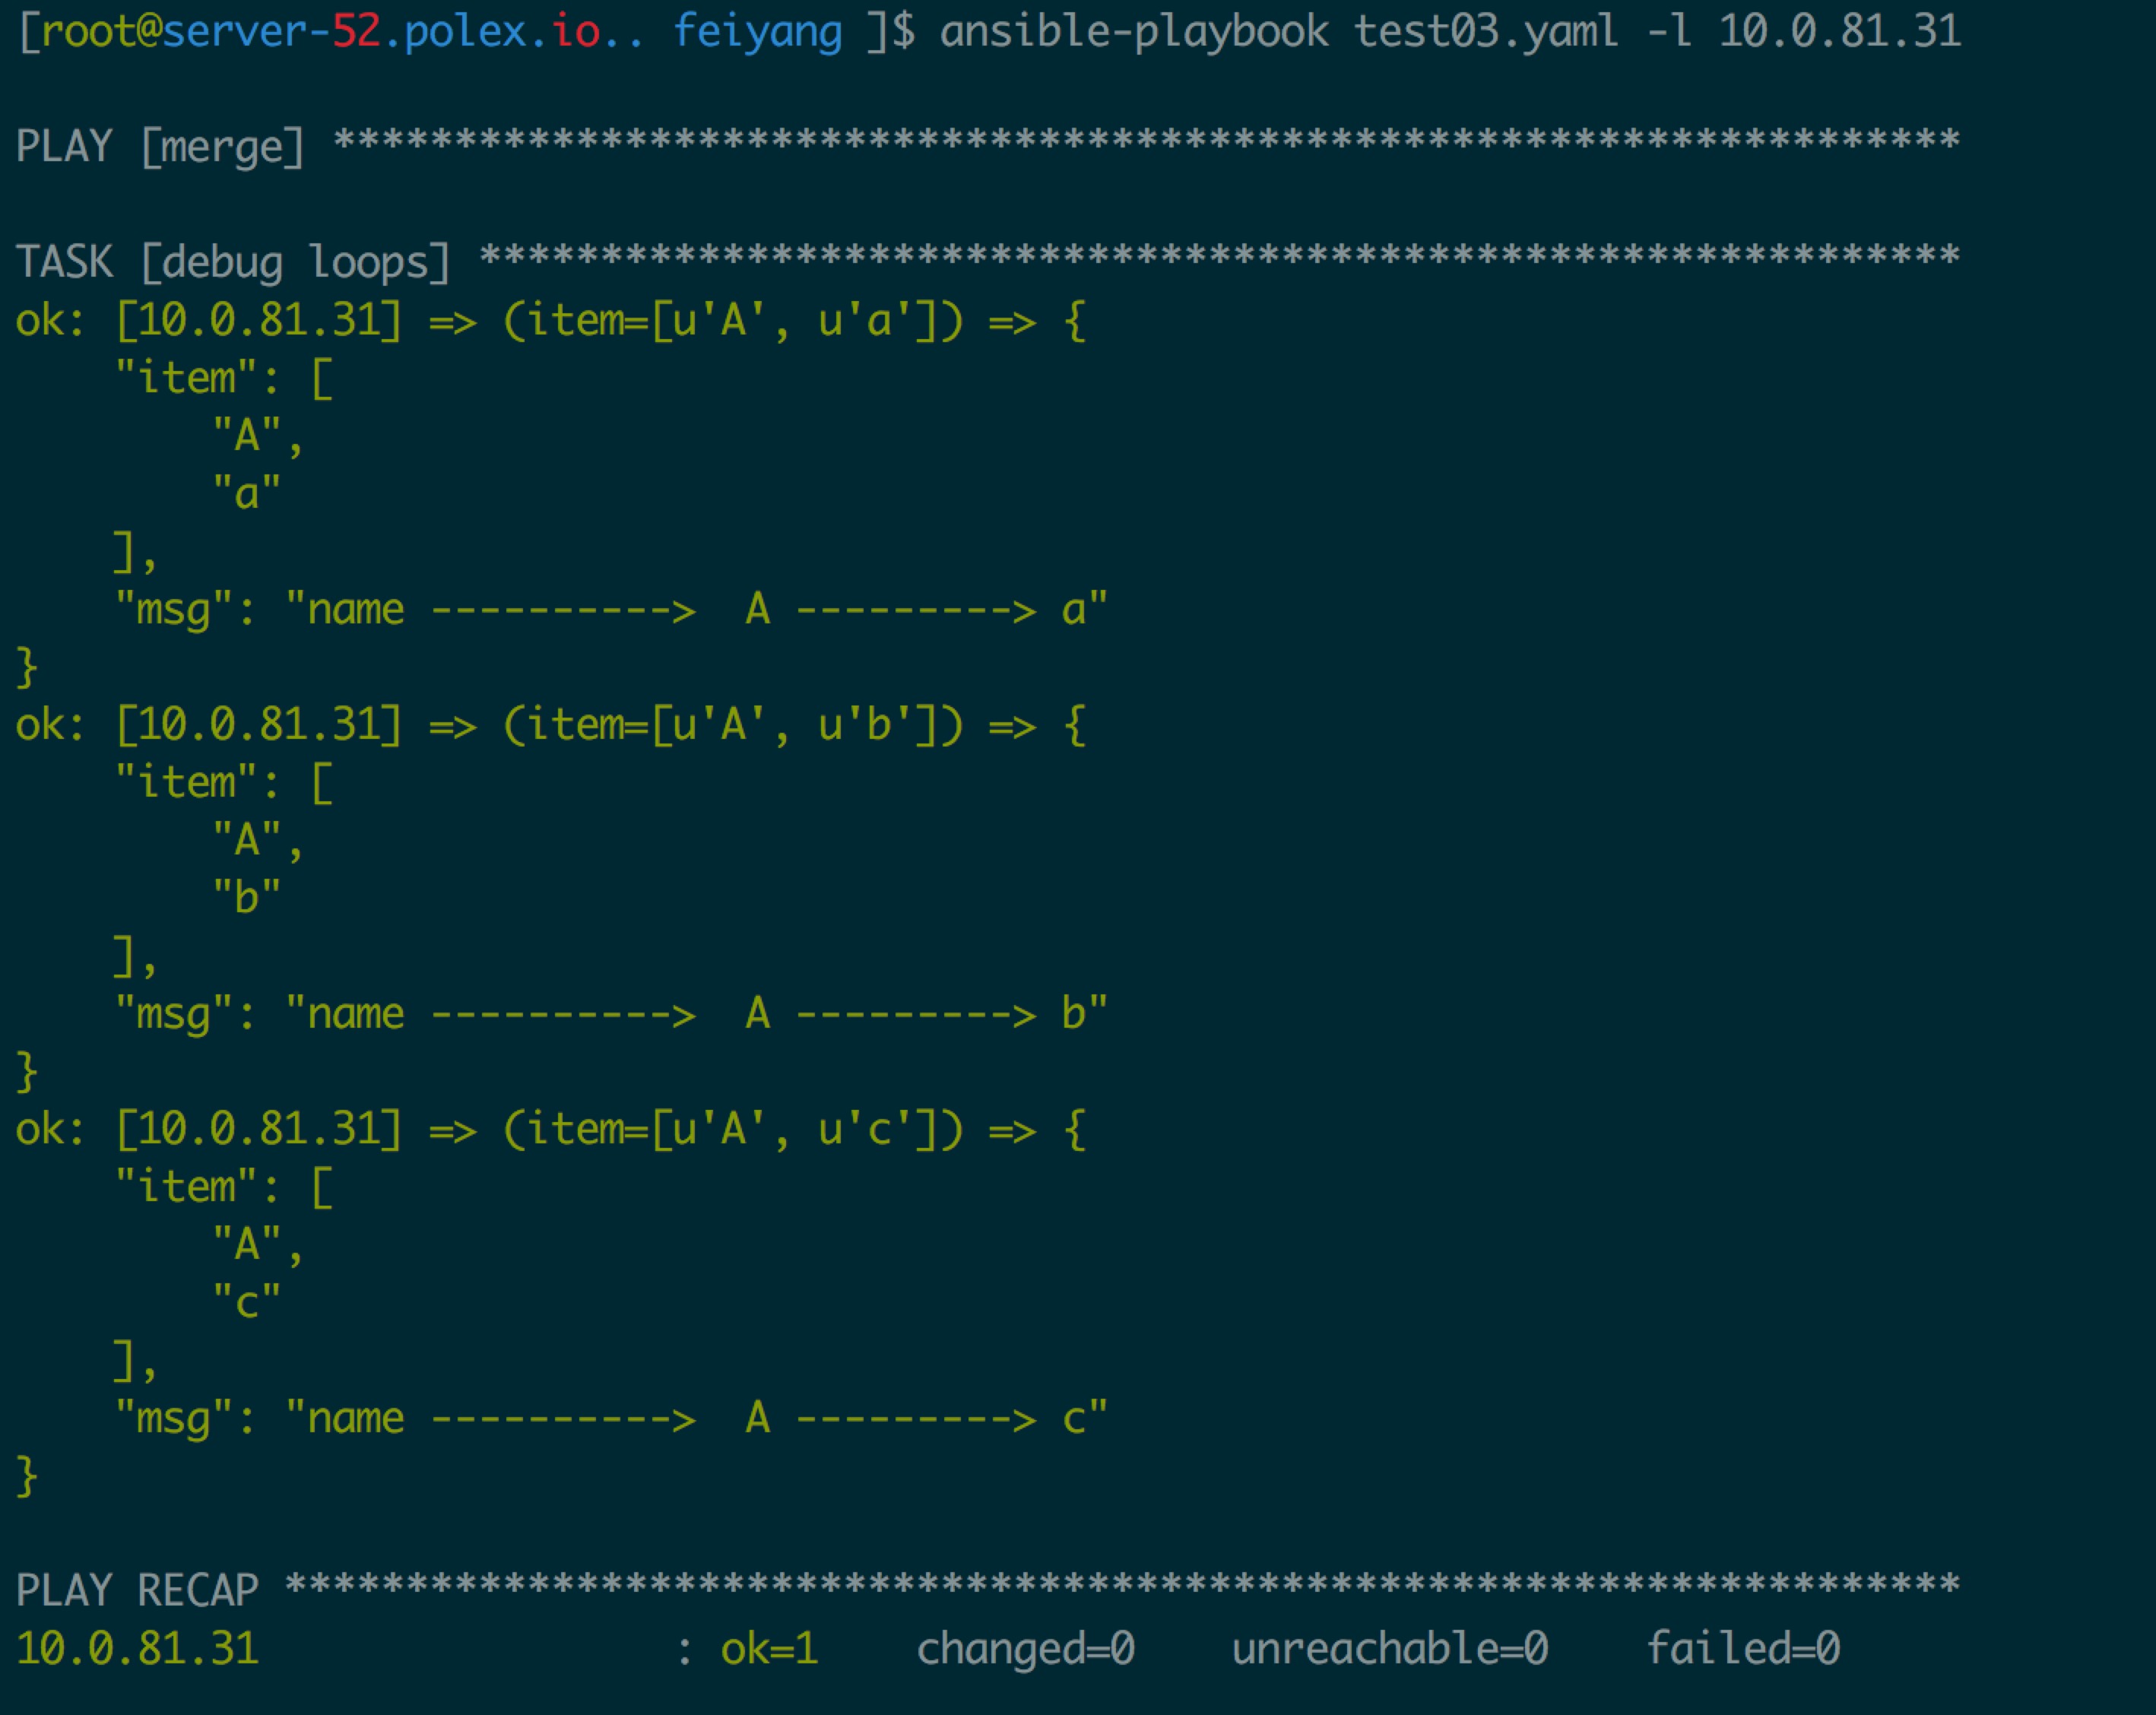 [root@server-52.polex.io.. feiyang ]$ ansible-playbook test03.yaml -l 10.0.81.31
PLAY [merge] *******************************************************************
TASK [debug loops] *************************************************************
ok: [10.0.81.31] => (item=[u'A', u'a']) => {
    "item": [
        "A",
        "a"
    ],
    "msg": "name ---------->  A ---------> a"
}
ok: [10.0.81.31] => (item=[u'A', u'b']) => {
    "item": [
        "A",
        "b"
    ],
    "msg": "name ---------->  A ---------> b"
}
ok: [10.0.81.31] => (item=[u'A', u'c']) => {
    "item": [
        "A",
        "c"
    ],
    "msg": "name ---------->  A ---------> c"
}
PLAY RECAP *********************************************************************
10.0.81.31                 : ok=1    changed=0    unreachable=0    failed=0